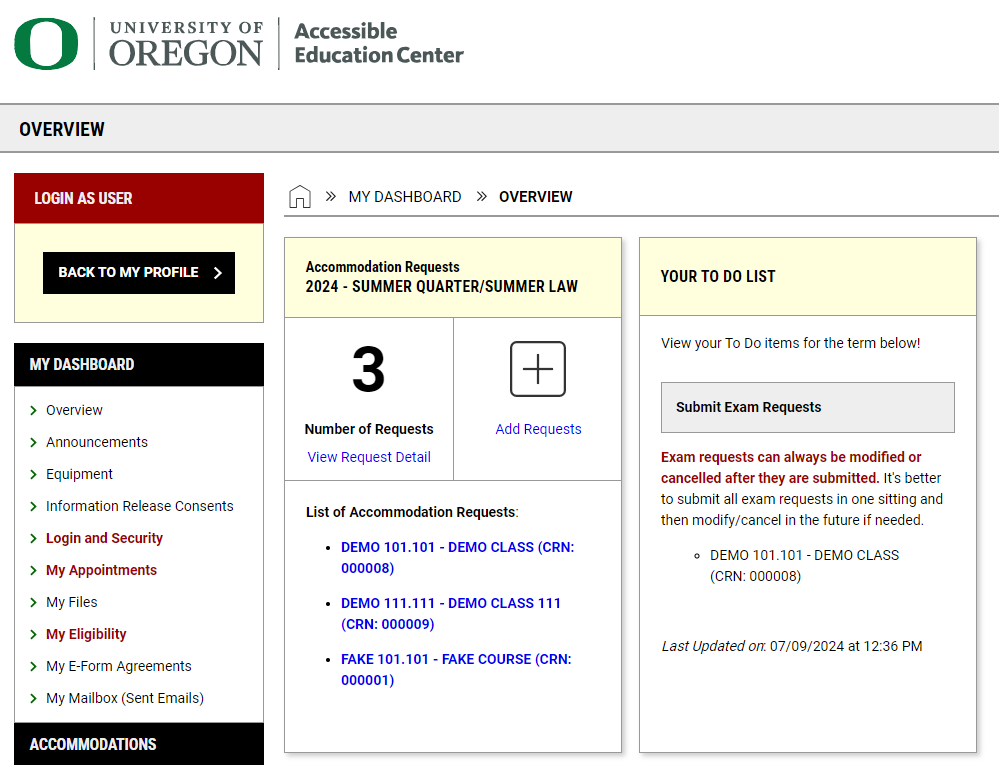 UNIVERSITY OF
OREGON
Accessible
Education Center
OVERVIEW
LOGIN AS USER
BACK TO MY PROFILE
MY DASHBOARD
Overview
Announcements
Equipment
Information Release Consents
Login and Security
My Appointments
My Files
My Eligibility
My E-Form Agreements
My Mailbox (Sent Emails)
ACCOMMODATIONS
MY DASHBOARD » OVERVIEW
Accommodation Requests
2024 - SUMMER QUARTER/SUMMER LAW
3
Number of Requests
View Request Detail
Add Requests
List of Accommodation Requests:
DEMO 101.101 - DEMO CLASS (CRN:
000008)
DEMO 111.111 - DEMO CLASS 111
(CRN: 000009)
FAKE 101.101 - FAKE COURSE (CRN:
000001)
YOUR TO DO LIST
View your To Do items for the term below!
Submit Exam Requests
Exam requests can always be modified or
cancelled after they are submitted. It's better
to submit all exam requests in one sitting and
then modify/cancel in the future if needed.
DEMO 101.101 - DEMO CLASS
(CRN: 000008)
Last Updated on: 07/09/2024 at 12:36 PM